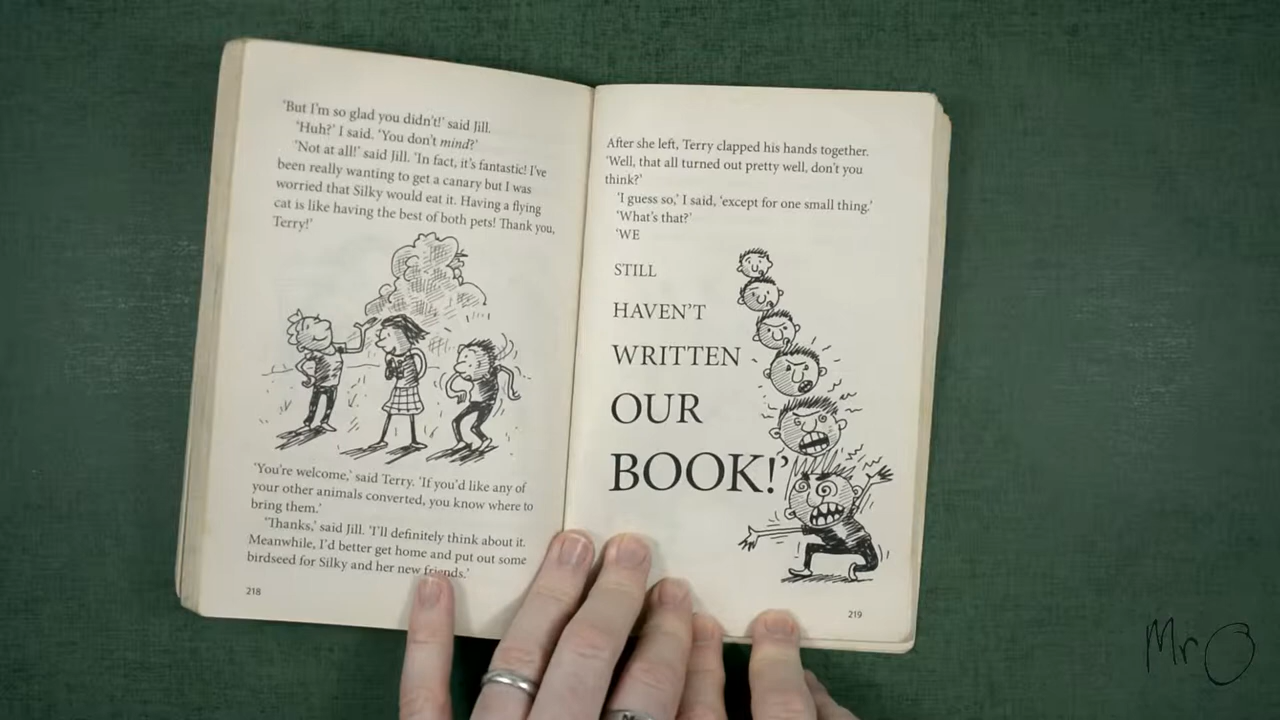 ‘But I’m so glad you didn’t!’ said Jill.
‘Huh?’ I said. ‘You don’t mind?’
‘Not at all!’ said Jill. ‘In fact, it’s fantastic! I’ve
been really wanting to get a canary but I was
worried that Silky would eat it. Having a flying
cat is like having the best of both pets! Thank you,
Terry!’
‘You’re welcome,’ said Terry. ‘If you’d like any of
your other animals converted, you know where to
bring them.’
‘Thanks,’ said Jill. ‘I’ll definitely think about it.
Meanwhile, I’d better get home and put out some
birdseed for Silky and her new friends.’
218
After she left, Terry clapped his hands together.
‘Well, that all turned out pretty well, don’t you
think?’
‘I guess so,’ I said, ‘except for one small thing.’
‘What’s that?’
‘WE
STILL
HAVEN’T
WRITTEN
OUR
BOOK!’
219
Mr O